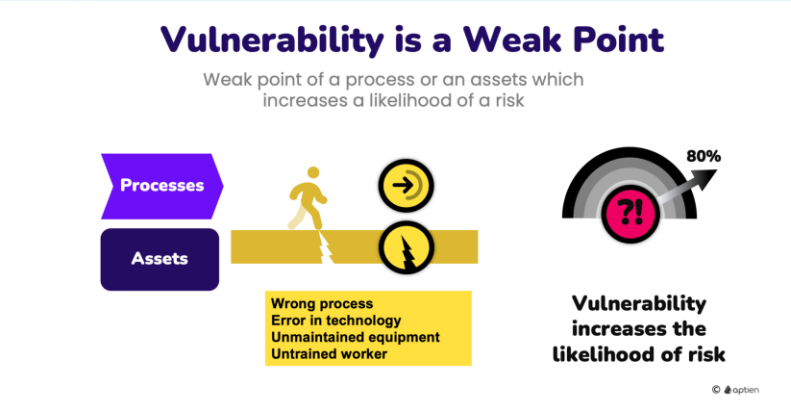 Vulnerability is a Weak Point
Weak point of a process or an assets which
increases a likelihood of a risk
Processes
Assets
Wrong process
Error in technology
Unmaintained equipment
Untrained worker
80%
?!
Vulnerability
increases the
likelihood of risk
© aptien